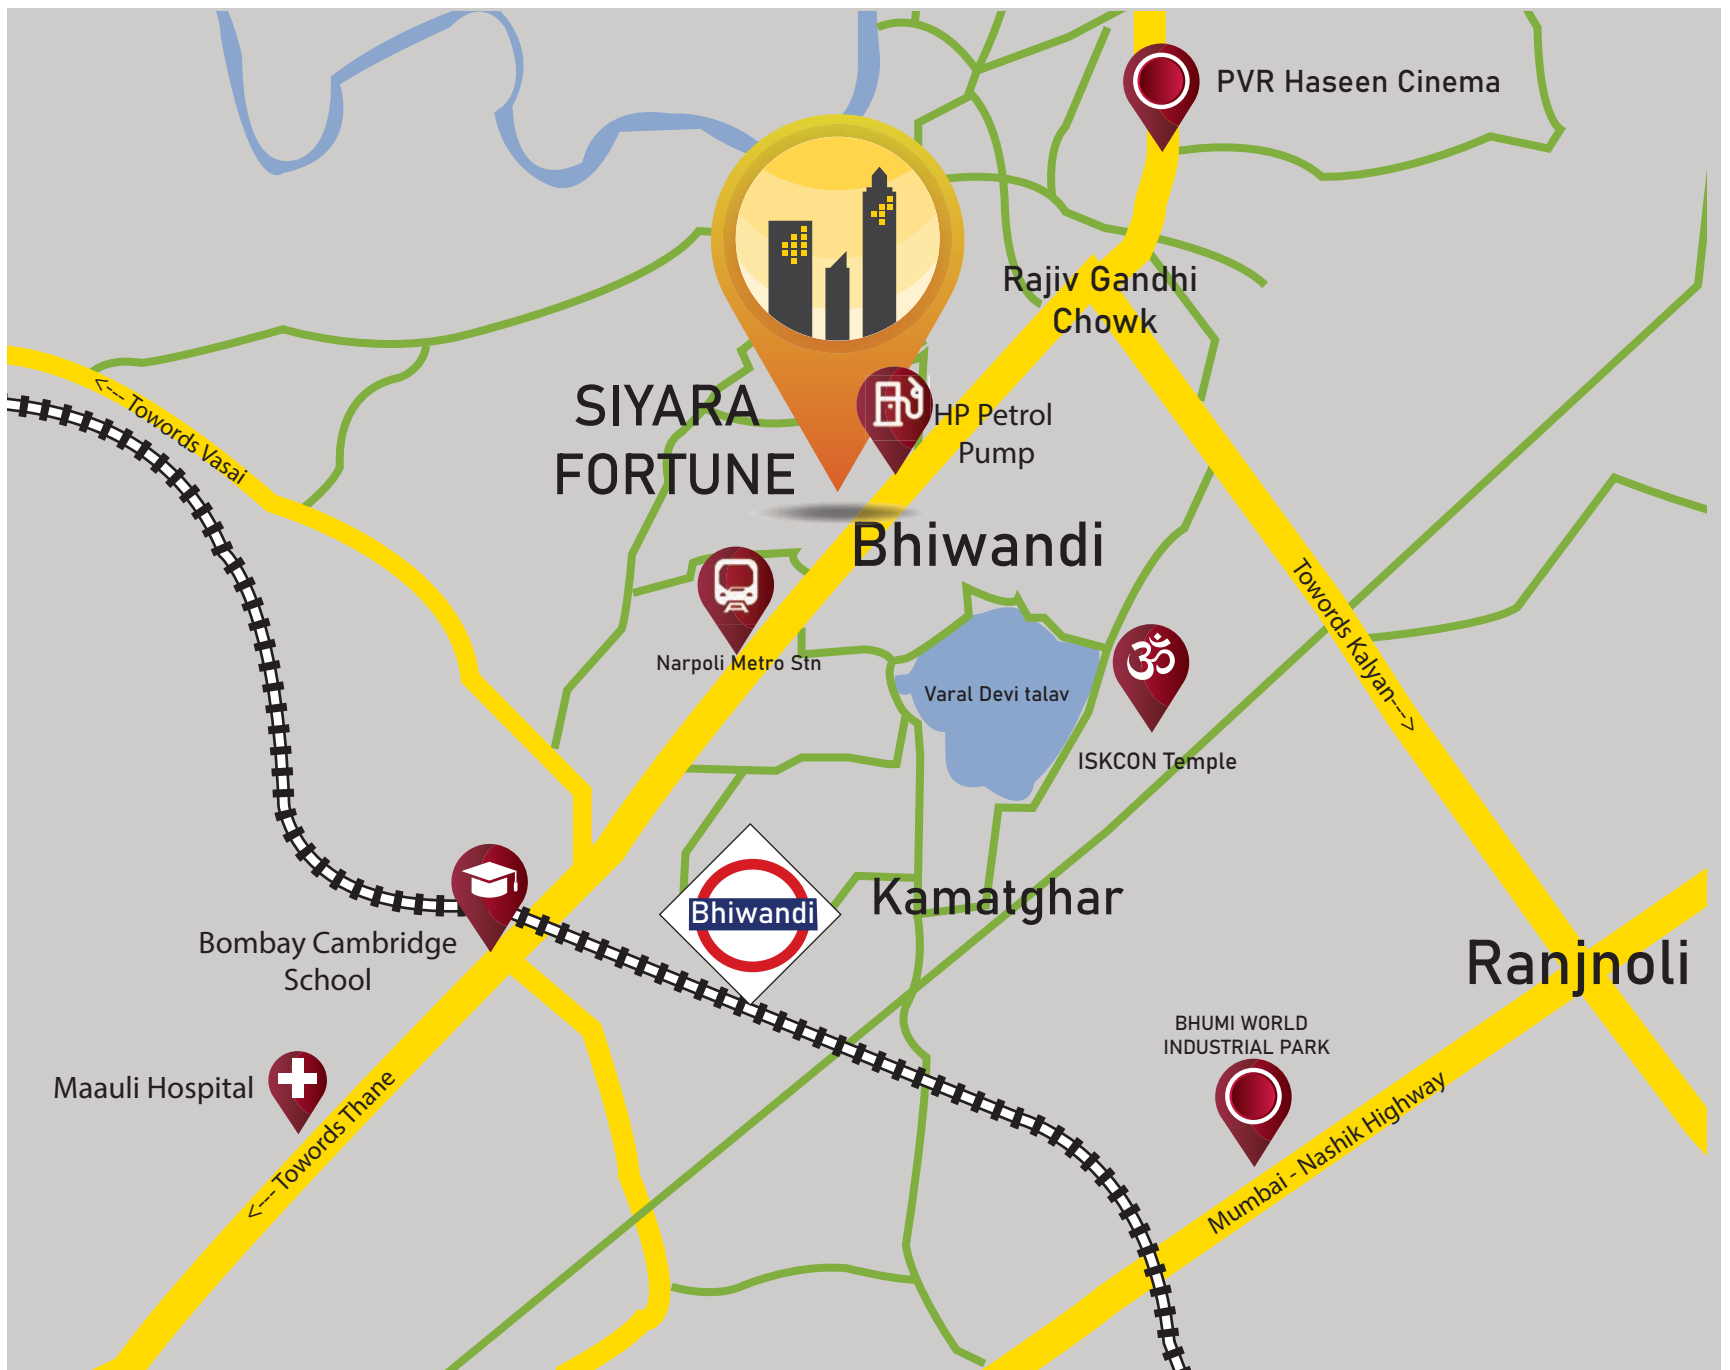 PVR Haseen Cinema
Rajiv Gandhi
Chowk
<--- Towords Vasai
SIYARA
FORTUNE
HP Petrol
Pump
Bhiwandi
Towords Kalyan--->
Narpoli Metro Stn
Varal Devi talav
ISKCON Temple
Bhiwandi
Kamatghar
Bombay Cambridge
School
Ranjnoli
BHUMI WORLD
INDUSTRIAL PARK
Maauli Hospital
<--- Towords Thane
Mumbai - Nashik Highway
ॐ